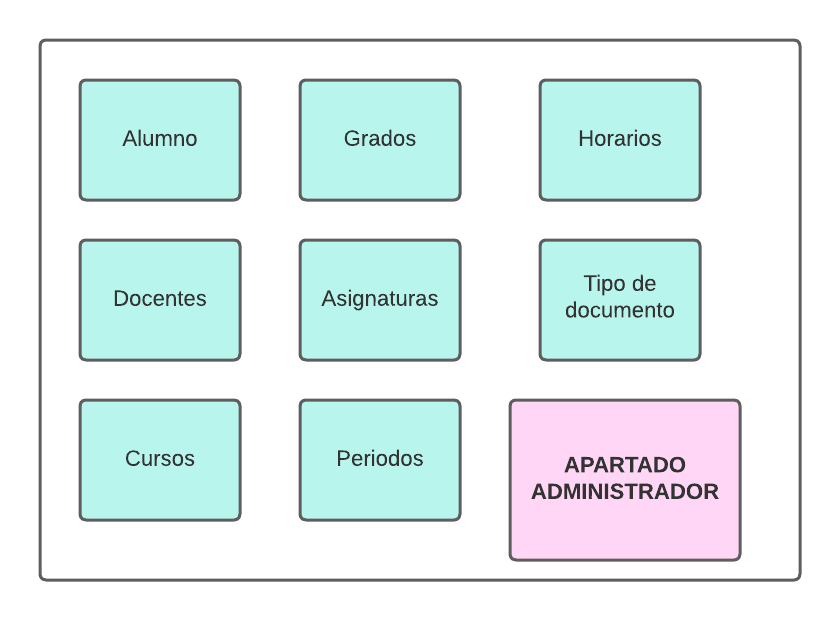 Alumno
Grados
Horarios
Docentes
Asignaturas
Tipo de
documento
Cursos
Periodos
APARTADO
ADMINISTRADOR